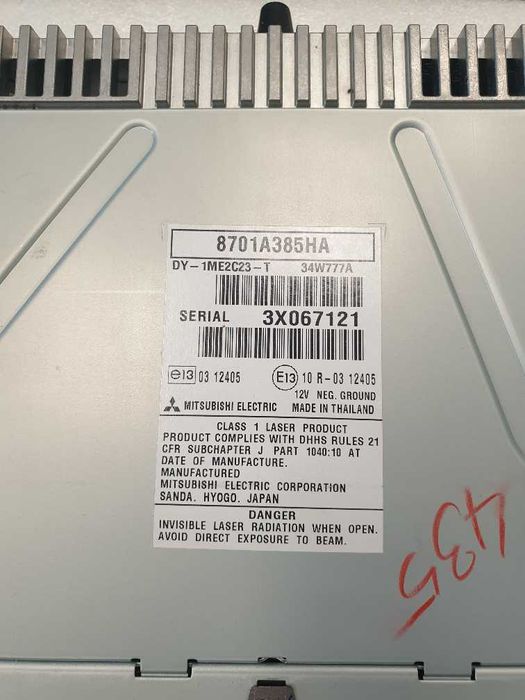 8701A385HA
DY-1ME2C23-T 34W777A
SERIAL 3X067121
e13 03 12405 E13 10 R-03 12405
12V NEG. GROUND
MITSUBISHI ELECTRIC MADE IN THAILAND
CLASS 1 LASER PRODUCT
PRODUCT COMPLIES WITH DHHS RULES 21
CFR SUBCHAPTER J PART 1040:10 AT
DATE OF MANUFACTURE.
MANUFACTURED
MITSUBISHI ELECTRIC CORPORATION
SANDA. HYOGO. JAPAN
DANGER
INVISIBLE LASER RADIATION WHEN OPEN.
AVOID DIRECT EXPOSURE TO BEAM.
435